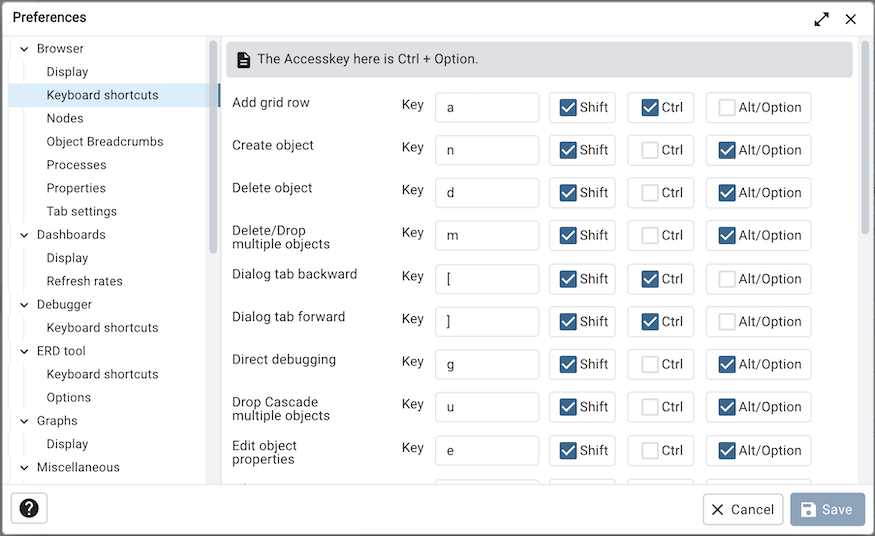 Preferences
Browser
Display
Keyboard shortcuts
Nodes
Object Breadcrumbs
Processes
Properties
Tab settings
Dashboards
Display
Refresh rates
Debugger
Keyboard shortcuts
ERD tool
Keyboard shortcuts
Options
Graphs
Display
Miscellaneous
The Accesskey here is Ctrl + Option.
Add grid row Key a Shift Ctrl Alt/Option
Create object Key n Shift Ctrl Alt/Option
Delete object Key d Shift Ctrl Alt/Option
Delete/Drop
multiple objects Key m Shift Ctrl Alt/Option
Dialog tab backward Key [ Shift Ctrl Alt/Option
Dialog tab forward Key ] Shift Ctrl Alt/Option
Direct debugging Key g Shift Ctrl Alt/Option
Drop Cascade
multiple objects Key u Shift Ctrl Alt/Option
Edit object
properties Key e Shift Ctrl Alt/Option
Cancel Save